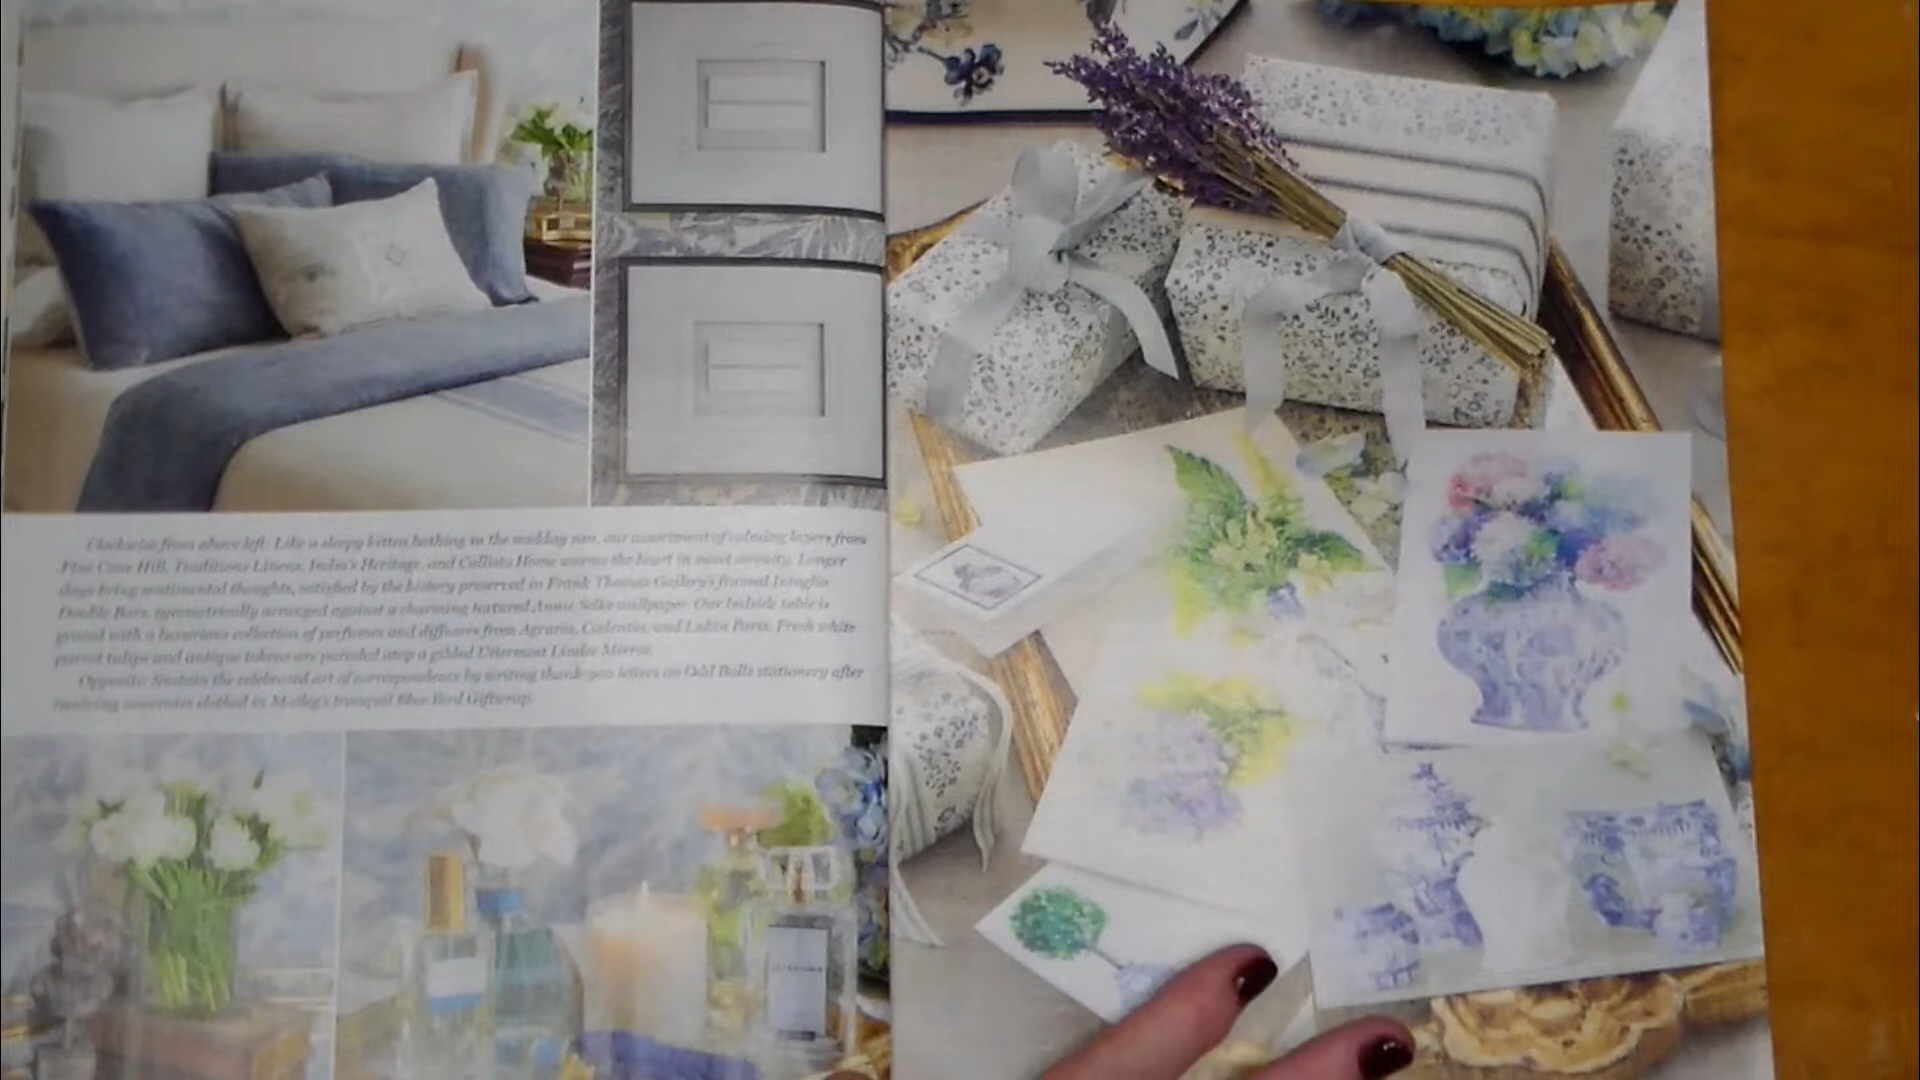 Clockwise from above left: Like a sleepy kitten bathing in the midday sun, our assortment of calming layers from
Pine Cone Hill, Traditions Linens, India's Heritage, and Callisto Home warms the heart in sweet serenity. Longer
days bring sentimental thoughts, satisfied by the history preserved in Frank Thomas Gallery's framed Intaglio
Double Bars, symmetrically arranged against a charming textured Annie Selke wallpaper. Our bedside table is
graced with a luxurious collection of perfumes and diffusers from Agraria, and Lubin Paris. Fresh white
parrot tulips and antique tokens are atop a gilded Uttermost Linder Mirror.
Opposite: Sustain the celebrated art of correspondence by writing thank-you letters on Odd Balls stationery after
receiving souvenirs clothed in tranquil Blue Bird Giftwrap.